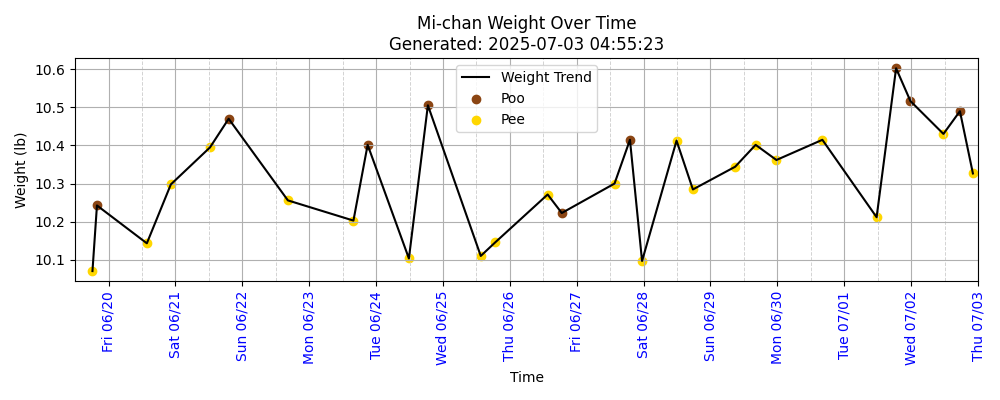 Mi-chan Weight Over Time
Generated: 2025-07-03 04:55:23
Weight Trend
Poo
Pee
Weight (lb)
10.6
10.5
10.4
10.3
10.2
10.1
Fri 06/20
Sat 06/21
Sun 06/22
Mon 06/23
Tue 06/24
Wed 06/25
Thu 06/26
Fri 06/27
Sat 06/28
Sun 06/29
Mon 06/30
Tue 07/01
Wed 07/02
Thu 07/03
Time